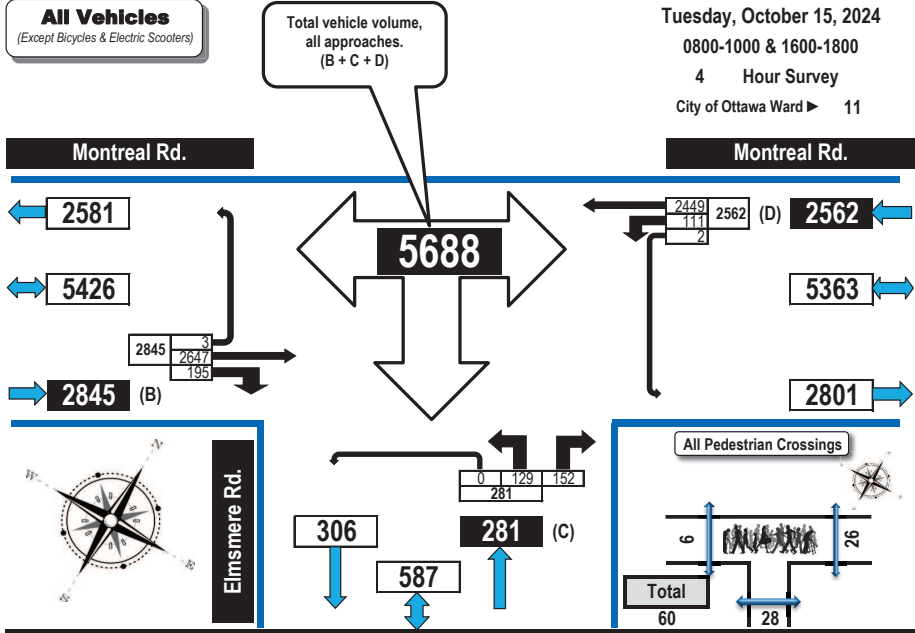 All Vehicles
(Except Bicycles & Electric Scooters)
Total vehicle volume,
all approaches.
(B + C + D)
Tuesday, October 15, 2024
0800-1000 & 1600-1800
4 Hour Survey
City of Ottawa Ward ► 11
Montreal Rd.
Montreal Rd.
2581
5688
2449
111
2
2562
(D)
2562
5426
5363
2845
3
2647
195
2845
(B)
2801
N
W
E
S
Elmsmere Rd.
0
129
152
281
306
281
(C)
587
All Pedestrian Crossings
6
26
Total
60
28